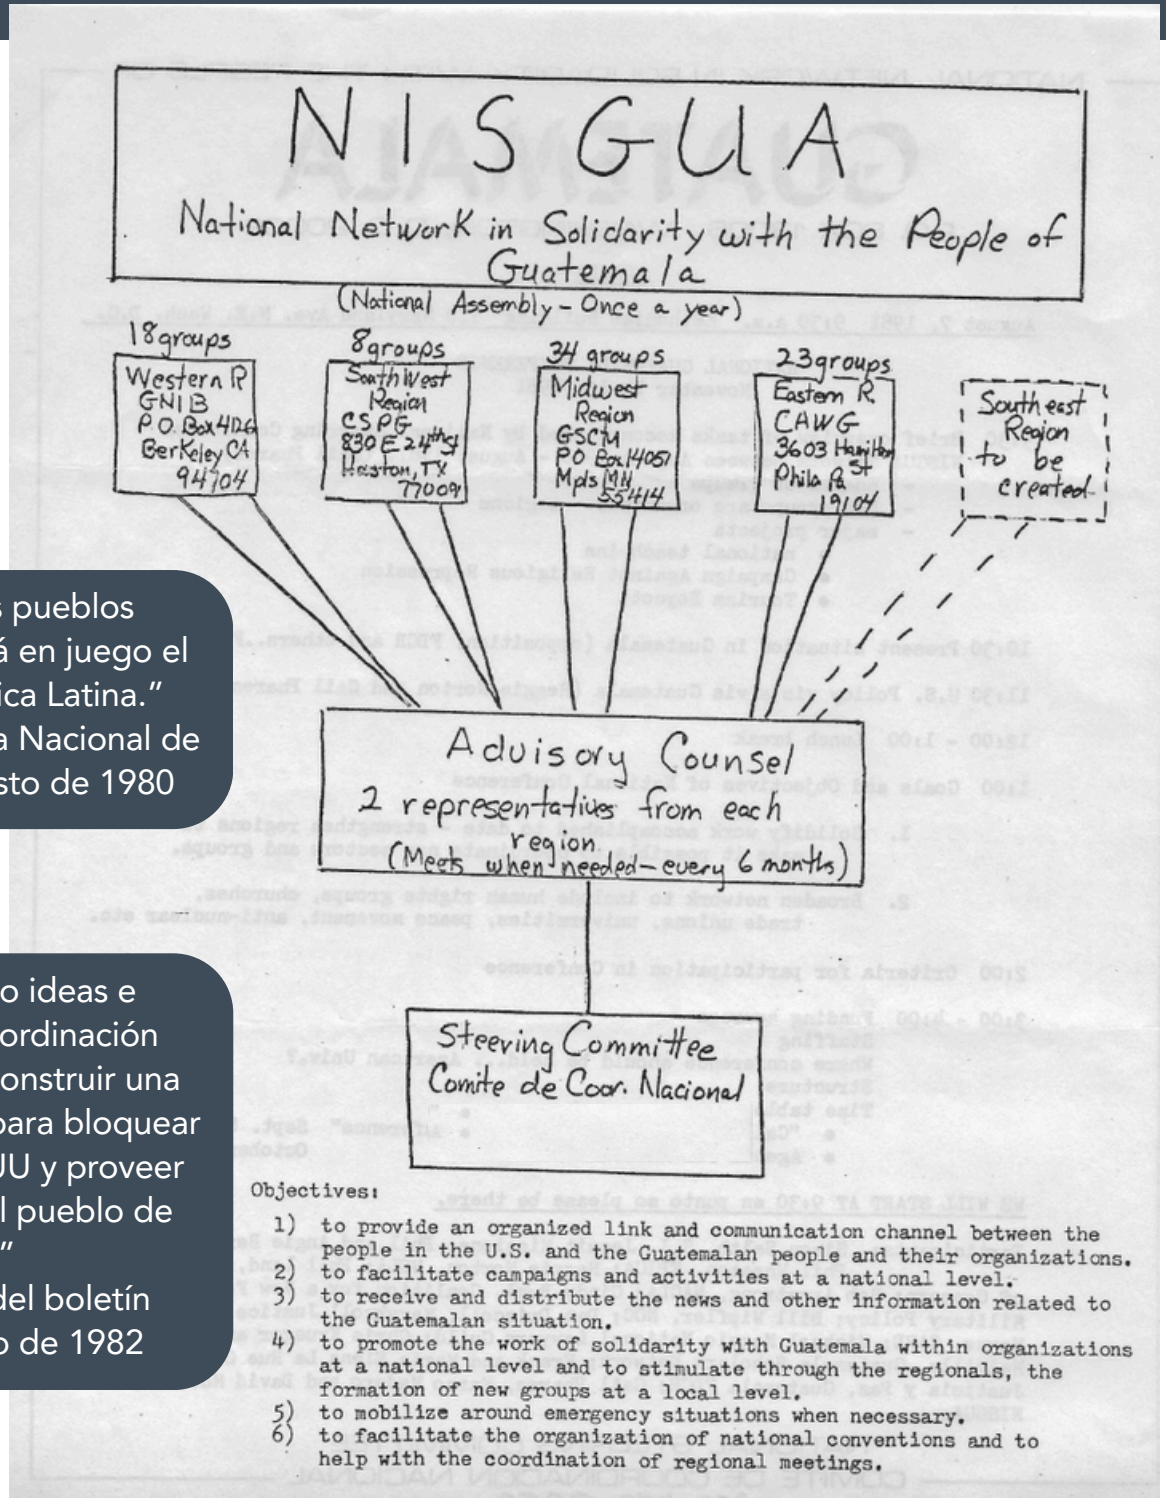 NISGUA
National Network in Solidarity with the People of
Guatemala
(National Assembly - Once a year)
18 groups
Western R
GNIB
P.O. Box
Berkeley CA
94704
8 groups
SouthWest
Region
CSPG
830 E 24th St
Houston, TX
77009
34 groups
Midwest
Region
GSCM
PO Box 14051
Mpls MN
55414
23 groups
Eastern R
CAWG
3603 Hamilton
St
Phila Pa
19104
Southeast
Region
to be
created
Advisory Counsel
2 representatives from each
region
(Meets when needed - every 6 months)
Steering Committee
Comite de Coor. Nacional
Objectives:
1) to provide an organized link and communication channel between the
people in the U.S. and the Guatemalan people and their organizations.
2) to facilitate campaigns and activities at a national level.
3) to receive and distribute the news and other information related to
the Guatemalan situation.
4) to promote the work of solidarity with Guatemala within organizations
at a national level and to stimulate through the regionals, the
formation of new groups at a local level.
5) to mobilize around emergency situations when necessary.
6) to facilitate the organization of national conventions and to
help with the coordination of regional meetings.
pueblos
en juego el
Latina."
Nacional de
de 1980
ideas e
construir una
para bloquear
y proveer
pueblo de
del boletín
de 1982